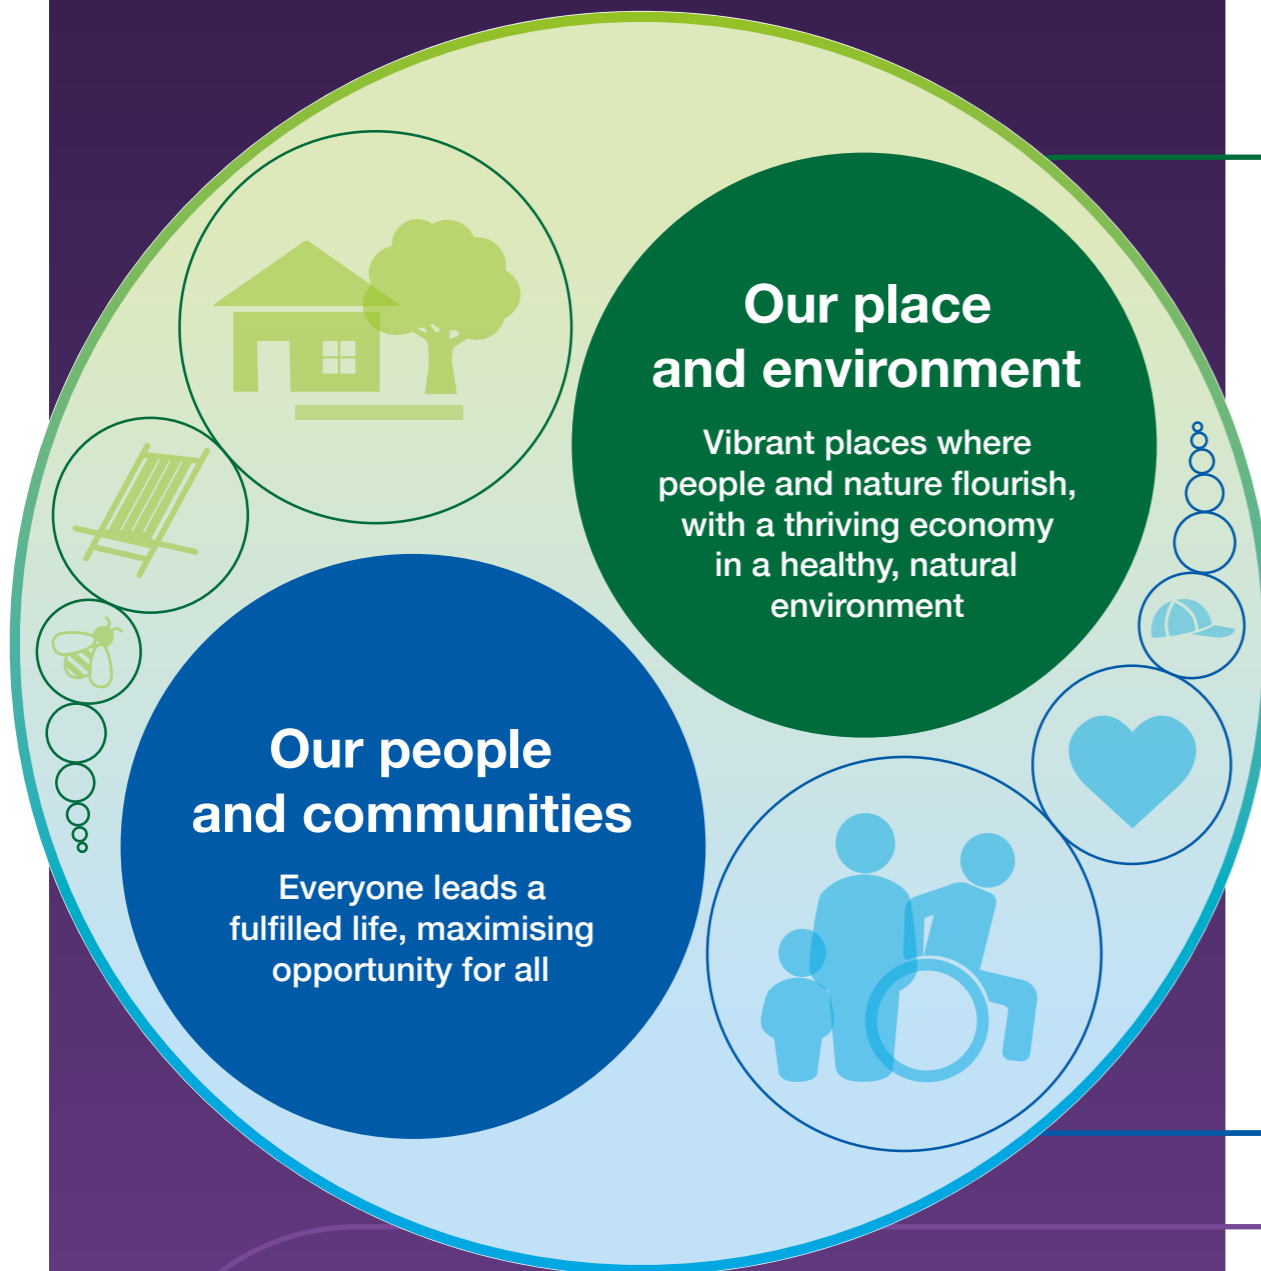 Our place
and environment
Vibrant places where
people and nature flourish,
with a thriving economy
in a healthy, natural
environment
Our people
and communities
Everyone leads a
fulfilled life, maximising
opportunity for all